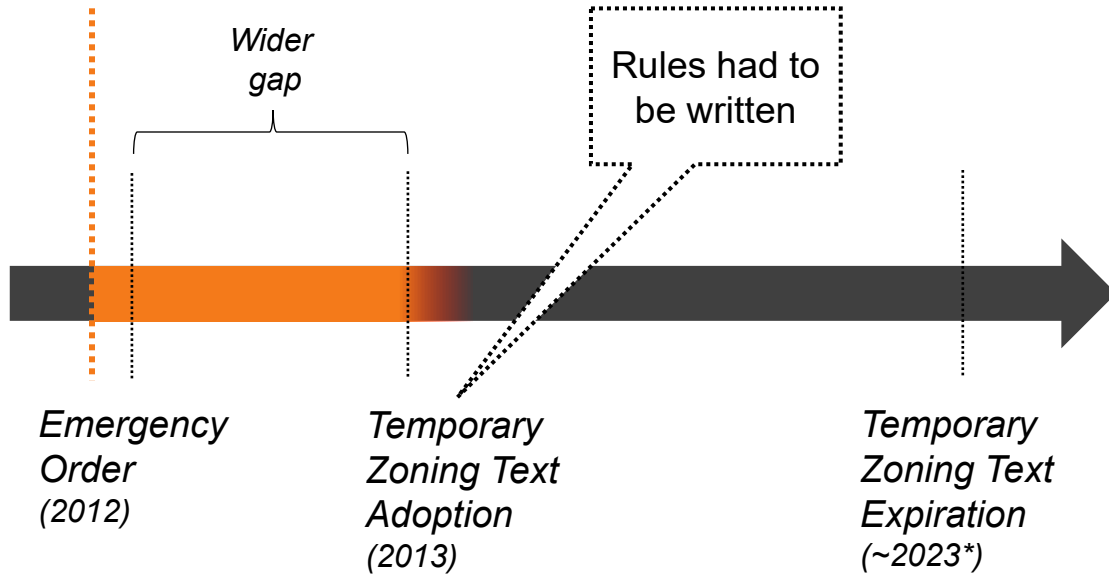 Wider
gap
Rules had to
be written
Emergency
Order
(2012)
Temporary
Zoning Text
Adoption
(2013)
Temporary
Zoning Text
Expiration
(~2023*)